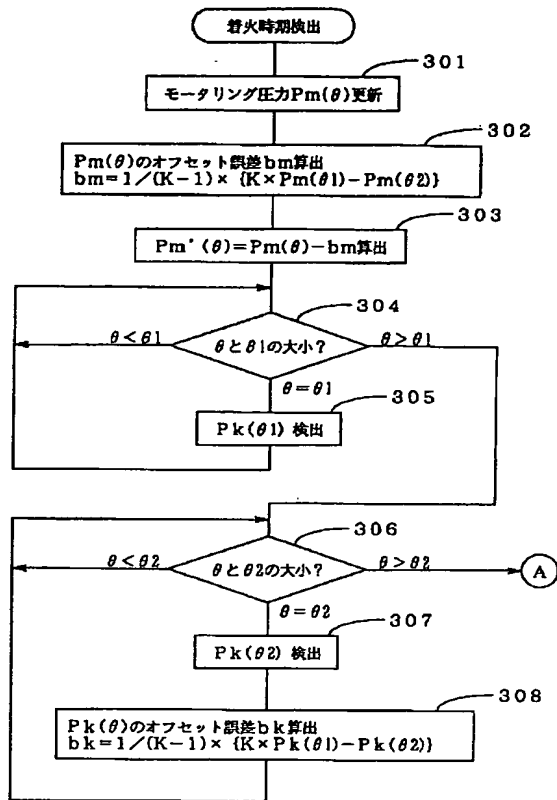 着火時期検出
301
モータリング圧力Pm(θ)更新
302
Pm(θ)のオフセット誤差bm算出
bm=1/(K-1)× {K×Pm(θ1)-Pm(θ2)}
303
Pm'(θ)=Pm(θ)-bm算出
304
θ<θ1
θとθ1の大小?
θ>θ1
θ=θ1
305
Pk(θ1) 検出
306
θ<θ2
θとθ2の大小?
θ>θ2
A
θ=θ2
307
Pk(θ2) 検出
308
Pk(θ)のオフセット誤差bk算出
bk=1/(K-1)× {K×Pk(θ1)-Pk(θ2)}